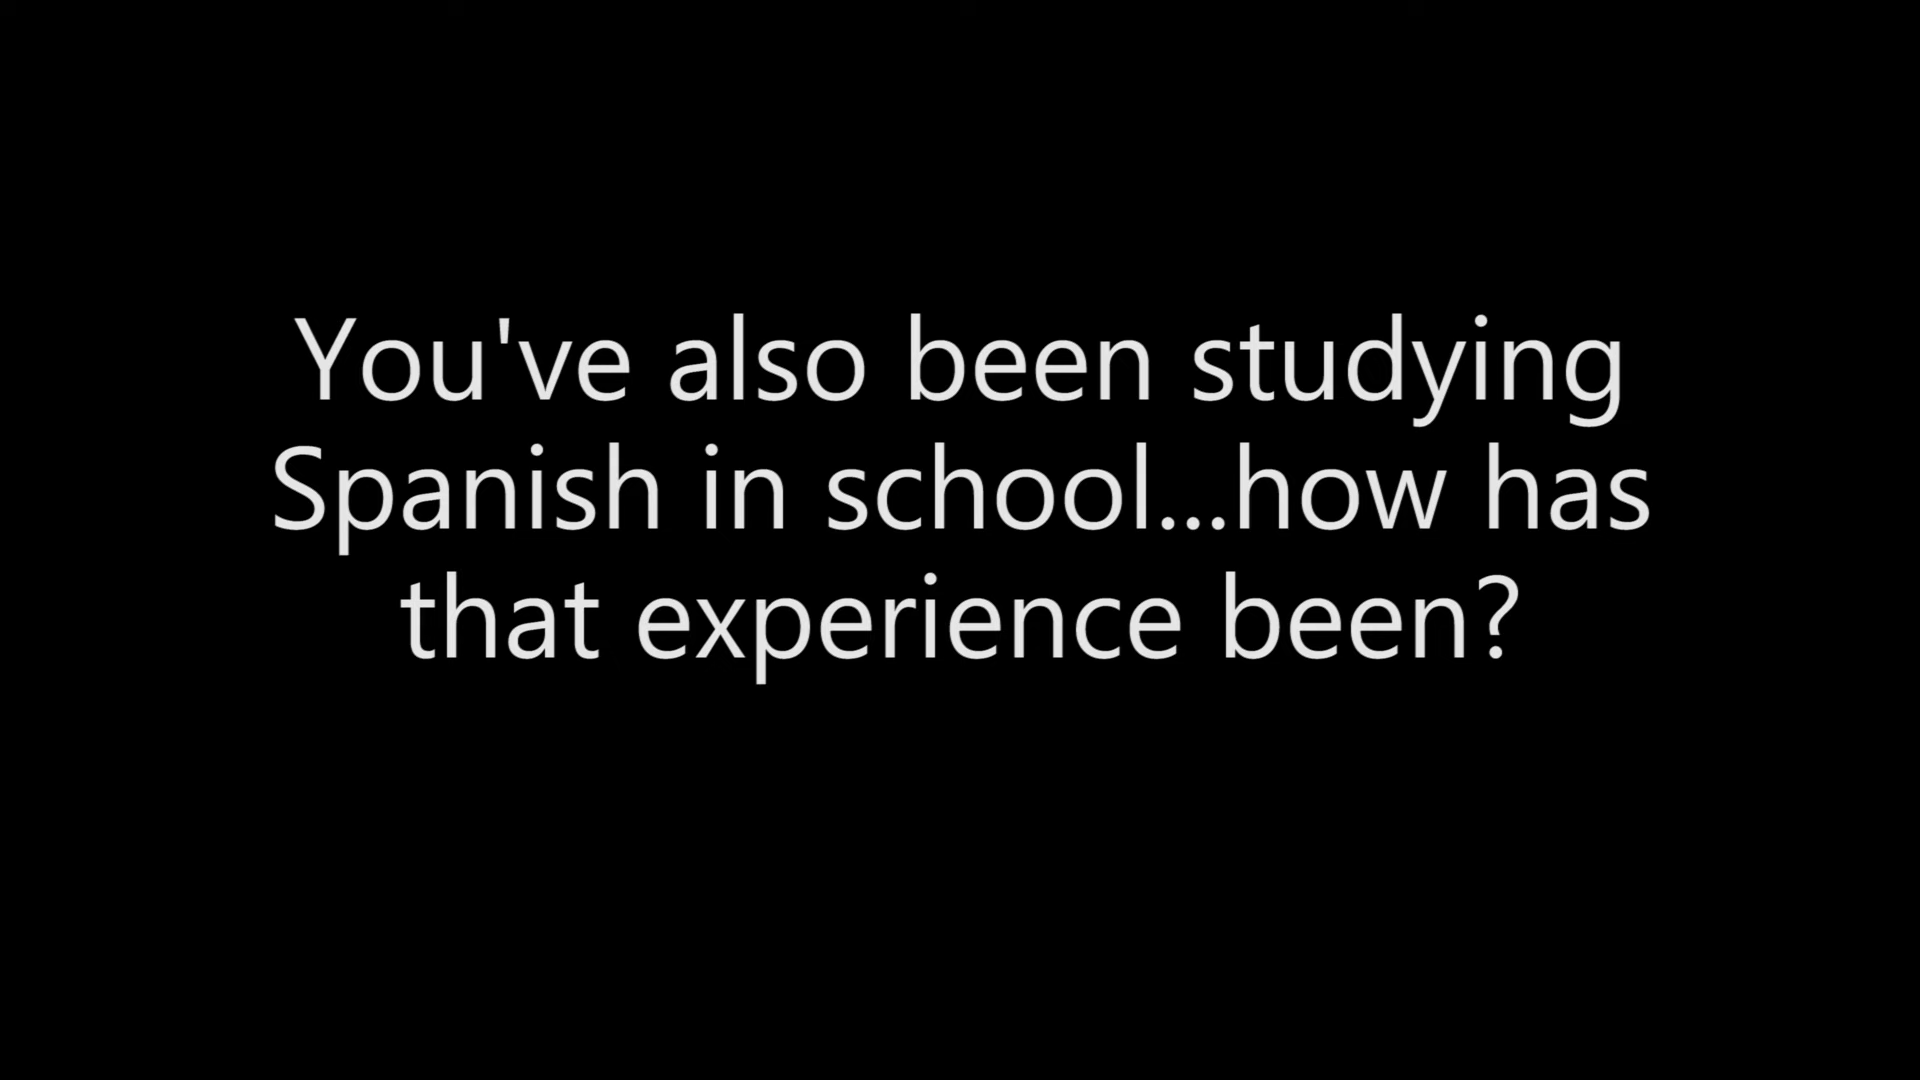 You've also been studying
Spanish in school...how has
that experience been?